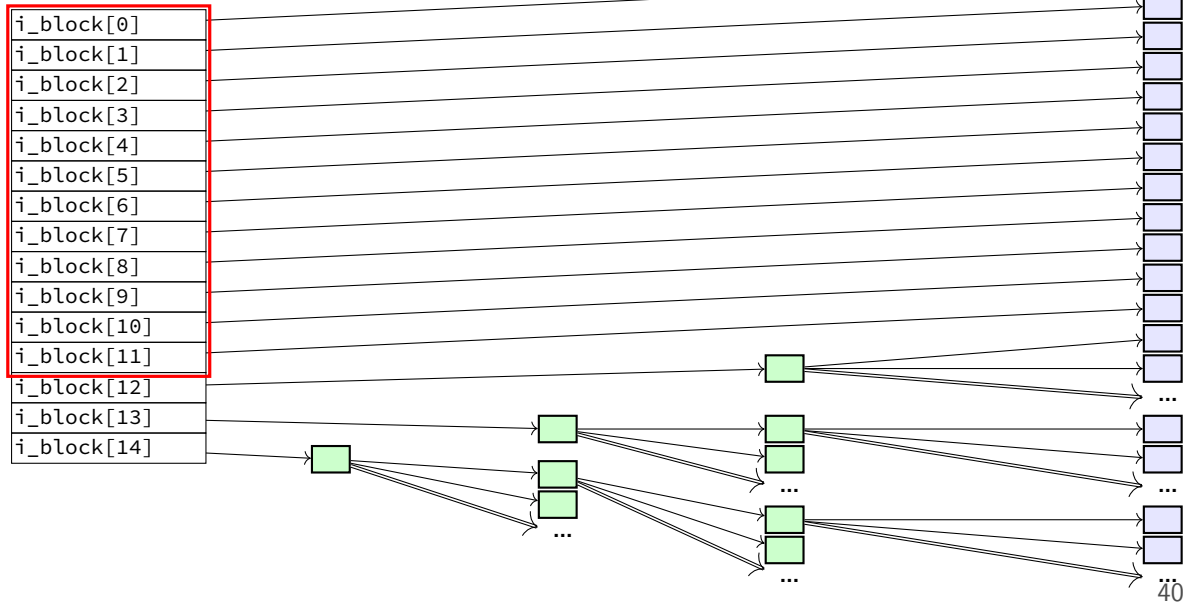 i_block[0]
i_block[1]
i_block[2]
i_block[3]
i_block[4]
i_block[5]
i_block[6]
i_block[7]
i_block[8]
i_block[9]
i_block[10]
i_block[11]
i_block[12]
...
i_block[13]
i_block[14]
... ...
...
... ...
40